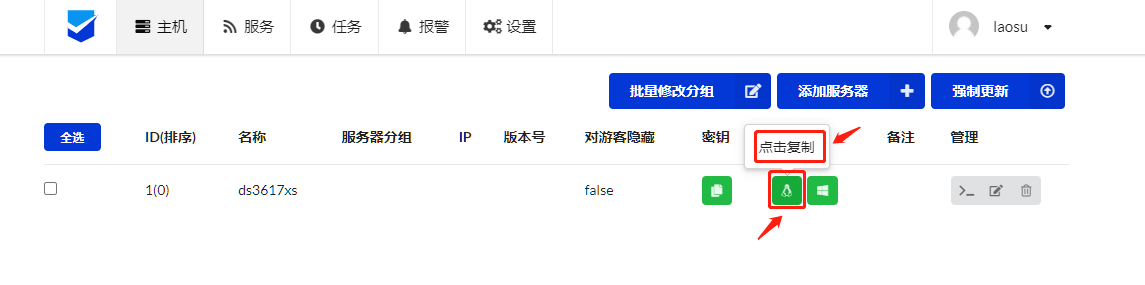 主机 服务 任务 报警 设置 laosu
批量修改分组 添加服务器 强制更新
全选 ID(排序) 名称 服务器分组 IP 版本号 对游客隐藏 密钥 点击复制 备注 管理
1(0) ds3617xs false